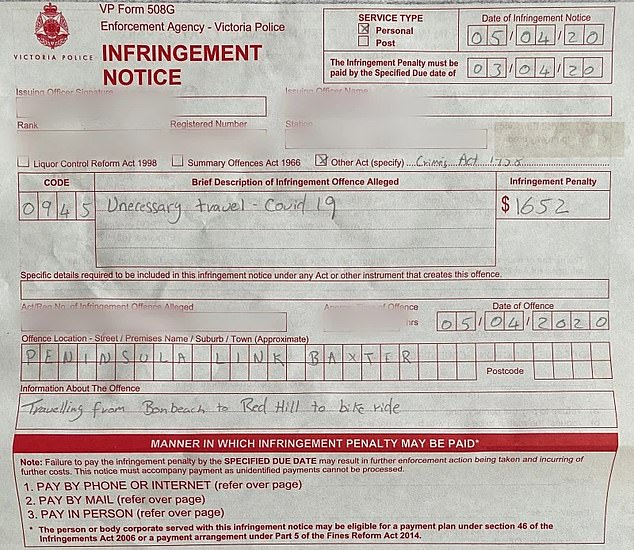 VP Form 508G
Enforcement Agency - Victoria Police
VICTORIA POLICE
INFRINGEMENT
NOTICE
SERVICE TYPE
Personal
Post
Date of Infringement Notice
05/04/20
The Infringement Penalty must be
paid by the Specified Due date of
03/04/20
Issuing Officer Signature
Issuing Officer Name
Rank
Registered Number
Station
Liquor Control Reform Act 1998
Summary Offences Act 1966
Other Act (specify) Crimes Act
CODE
Brief Description of Infringement Offence Alleged
Infringement Penalty
0945
Unecessary travel - Covid 19
$1652
Specific details required to be included in this infringement notice under any Act or other instrument that creates this offence.
Act/Reg No. of Infringement Offence Alleged
Offence
hrs
Date of Offence
05/04/2020
Offence Location - Street / Premises Name / Suburb / Town (Approximate)
PENINSULA LINK BAXTER
Postcode
Information About The Offence
Travelling from Bonbeach to Red Hill to bike ride
MANNER IN WHICH INFRINGEMENT PENALTY MAY BE PAID*
Note: Failure to pay the infringement penalty by the SPECIFIED DUE DATE may result in further enforcement action being taken and incurring of
further costs. This notice must accompany payment as unidentified payments cannot be processed.
1. PAY BY PHONE OR INTERNET (refer over page)
2. PAY BY MAIL (refer over page)
3. PAY IN PERSON (refer over page)
* The person or body corporate served with this infringement notice may be eligible for a payment plan under section 46 of the
Infringements Act 2006 or a payment arrangement under Part 5 of the Fines Reform Act 2014.